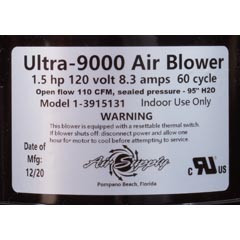 Ultra-9000 Air Blower
1.5 hp 120 volt 8.3 amps 60 cycle
Open flow 110 CFM, sealed pressure - 95" H20
Model 1-3915131 Indoor Use Only
WARNING
This blower is equipped with a resettable thermal switch.
If blower shuts off: disconnect power and allow one
hour for motor to cool before attempting to service.
Date of
Mfg:
12/20
Air Supply
Pompano Beach, Florida
C UR US